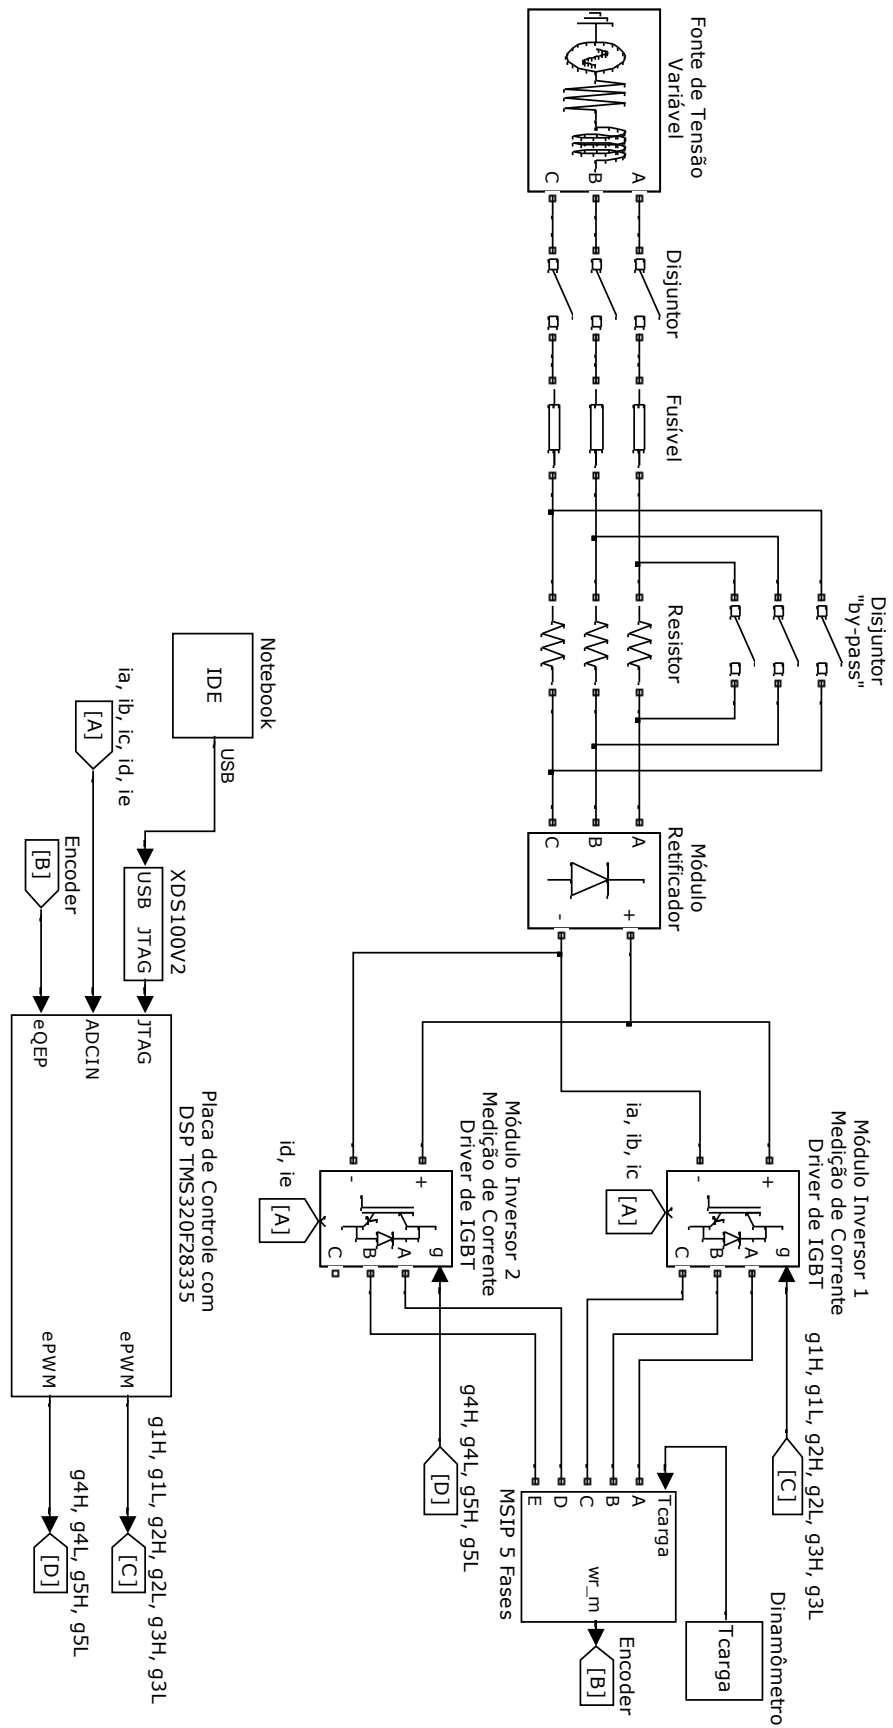 Fonte de Tensão
Variável
A
B
C
Disjuntor
Fusível
Disjuntor
"by-pass"
Resistor
Módulo
Retificador
A
B
C
+
-
Módulo Inversor 1
Medição de Corrente
Driver de IGBT
+
-
g
A
B
C
ia, ib, ic
[A]
g1H, g1L, g2H, g2L, g3H, g3L
[C]
Módulo Inversor 2
Medição de Corrente
Driver de IGBT
+
-
g
A
B
C
id, ie
[A]
g4H, g4L, g5H, g5L
[D]
Dinamômetro
Tcarga
Tcarga
A
B
C
D
E
wr_m
MSIP 5 Fases
Encoder
[B]
Notebook
IDE
USB
XDS100V2
USB JTAG
ia, ib, ic, id, ie
[A]
Encoder
[B]
Placa de Controle com
DSP TMS320F28335
JTAG
ADCIN
eQEP
ePWM
ePWM
g1H, g1L, g2H, g2L, g3H, g3L
[C]
g4H, g4L, g5H, g5L
[D]